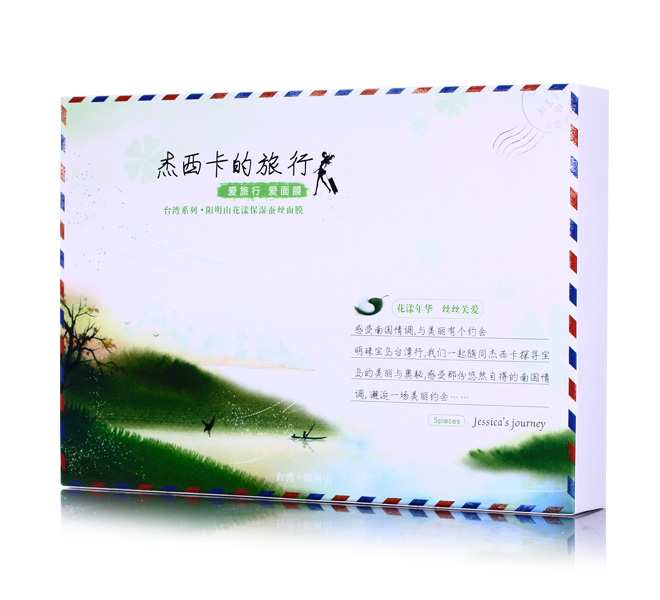 杰西卡的旅行
爱旅行 爱面膜
台湾系列·阳明山花漾保湿蚕丝面膜
花漾年华 丝丝关爱
感受南国情调,与美丽有个约会
明珠宝岛台湾行,我们一起随同杰西卡探寻宝
岛的美丽与奥秘,感受那份悠然自得的南国情
调,邂逅一场美丽约会……
5pieces
Jessica's journey
台湾·阳明山